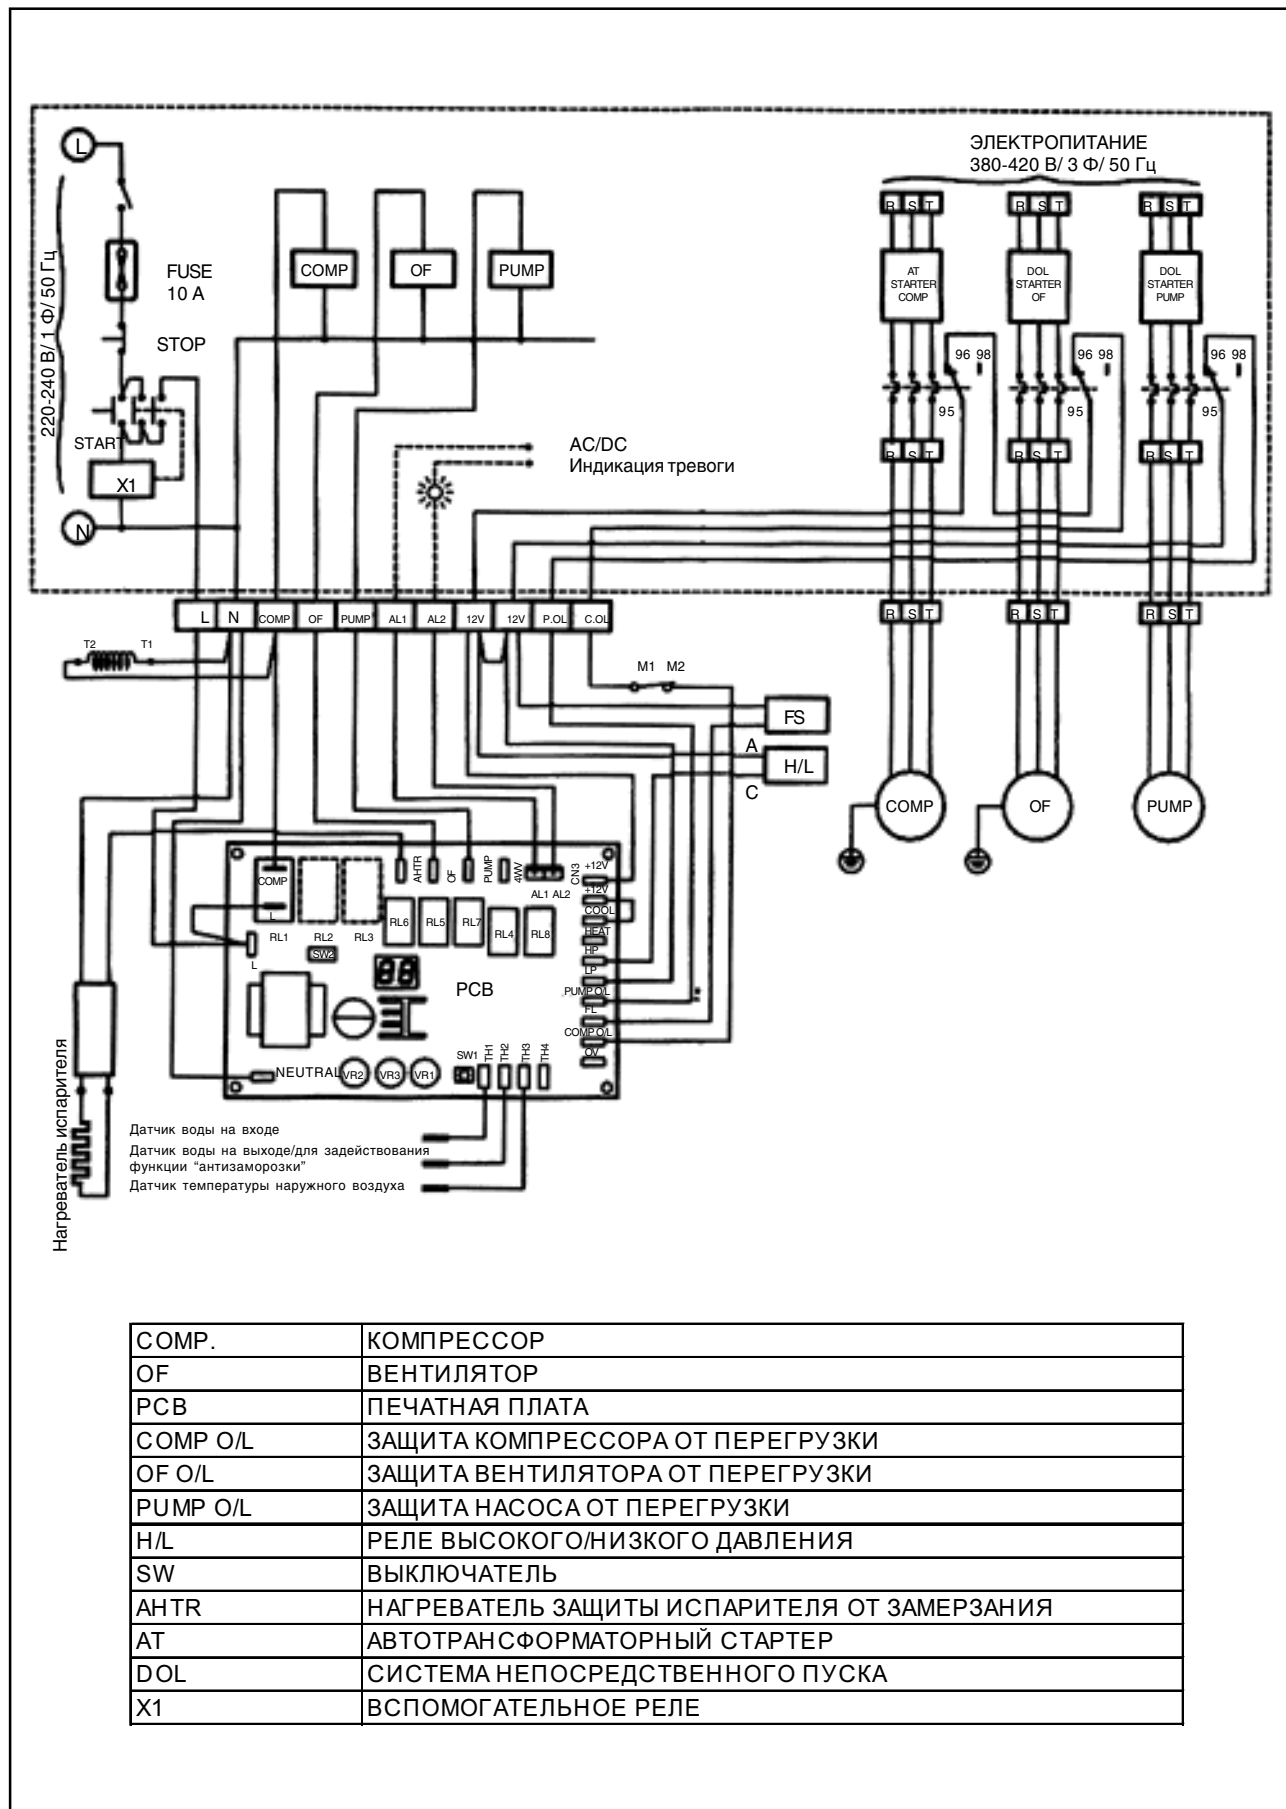 ЭЛЕКТРОПИТАНИЕ
380-420 В/ 3 Ф/ 50 Гц
L
R S T
R S T
R S T
220-240 В/ 1 Ф/ 50 Гц
FUSE
10 A
COMP
OF
PUMP
AT
STARTER
COMP
DOL
STARTER
OF
DOL
STARTER
PUMP
STOP
96 98
96 98
96 98
95
95
95
START
AC/DC
Индикация тревоги
R S T
R S T
R S T
X1
N
L N COMP OF PUMP AL1 AL2 12V 12V P.OL C.OL
R S T
R S T
R S T
T2 T1
M1 M2
FS
A
H/L
C
COMP
OF
PUMP
AHTR
OF
PUMP
4WV
CN3
AL1 AL2
+12V
+12V
COOL
HEAT
HP
LP
PUMP O/L
FL
COMP O/L
OV
COMP
L
RL1
RL2
RL3
RL6
RL5
RL7
RL4
RL8
SW2
L
PCB
NEUTRAL
VR2
VR3
VR1
SW1
TH1
TH2
TH3
TH4
Нагреватель испарителя
Датчик воды на входе
Датчик воды на выходе/для задействования
функции “антизаморозки”
Датчик температуры наружного воздуха
COMP. КОМПРЕССОР
OF ВЕНТИЛЯТОР
PCB ПЕЧАТНАЯ ПЛАТА
COMP O/L ЗАЩИТА КОМПРЕССОРА ОТ ПЕРЕГРУЗКИ
OF O/L ЗАЩИТА ВЕНТИЛЯТОРА ОТ ПЕРЕГРУЗКИ
PUMP O/L ЗАЩИТА НАСОСА ОТ ПЕРЕГРУЗКИ
H/L РЕЛЕ ВЫСОКОГО/НИЗКОГО ДАВЛЕНИЯ
SW ВЫКЛЮЧАТЕЛЬ
AHTR НАГРЕВАТЕЛЬ ЗАЩИТЫ ИСПАРИТЕЛЯ ОТ ЗАМЕРЗАНИЯ
AT АВТОТРАНСФОРМАТОРНЫЙ СТАРТЕР
DOL СИСТЕМА НЕПОСРЕДСТВЕННОГО ПУСКА
X1 ВСПОМОГАТЕЛЬНОЕ РЕЛЕ